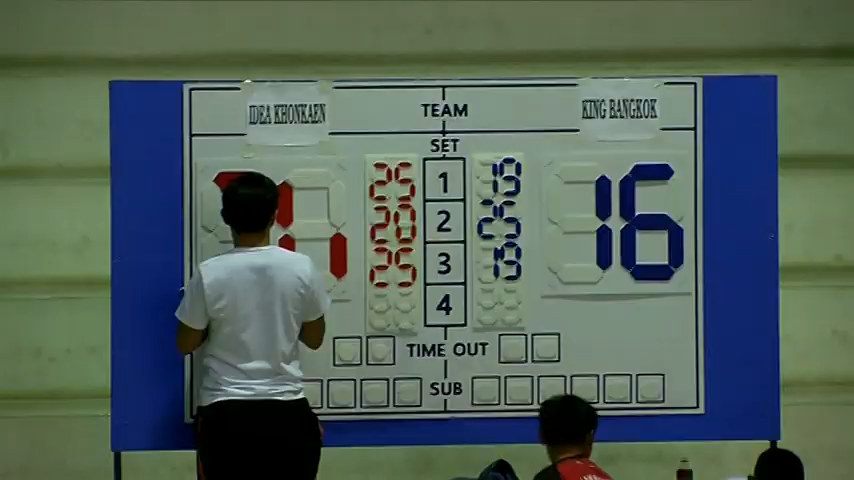 IDEA KHONKAEN TEAM KING BANGKOK
SET
25 1 19
20 2 25
25 3 19
4
16
TIME OUT
SUB